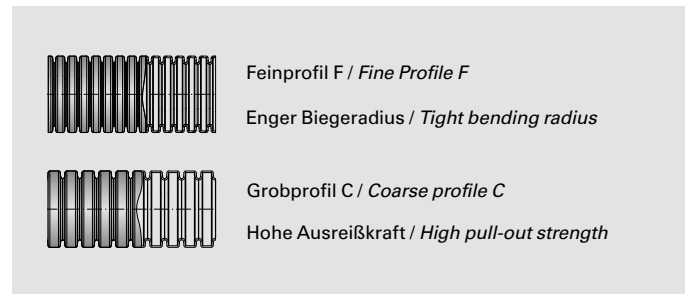 Feinprofil F / Fine Profile F
Enger Biegeradius / Tight bending radius
Grobprofil C / Coarse profile C
Hohe Ausreißkraft / High pull-out strength